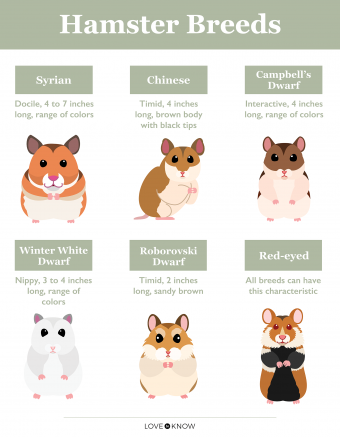 Hamster Breeds
Syrian
Docile, 4 to 7 inches
long, range of colors
Chinese
Timid, 4 inches
long, brown body
with black tips
Campbell's
Dwarf
Interactive, 4 inches
long, range of colors
Winter White
Dwarf
Nippy, 3 to 4 inches
long, range of
colors
Roborovski
Dwarf
Timid, 2 inches
long, sandy brown
Red-eyed
All breeds can have
this characteristic
LOVE TO KNOW